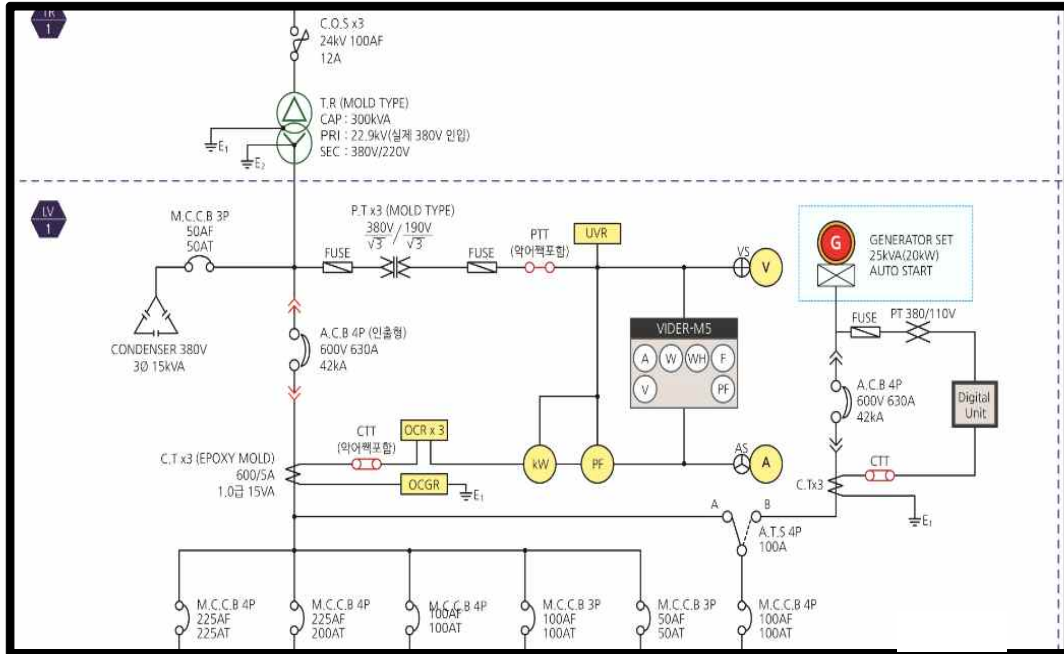 TR
1
C.O.S x3
24kV 100AF
12A
T.R (MOLD TYPE)
CAP : 300kVA
PRI : 22.9kV(실제 380V 인입)
SEC : 380V/220V
E₁
E₂
LV
1
M.C.C.B 3P
50AF
50AT
CONDENSER 380V
3Ø 15kVA
P.T x3 (MOLD TYPE)
380V/√3 / 190V/√3
FUSE
FUSE
PTT
(악어짹포함)
UVR
VS
V
G
GENERATOR SET
25kVA(20kW)
AUTO START
FUSE
PT 380/110V
A.C.B 4P (인출형)
600V 630A
42kA
VIDER-M5
A
W
WH
F
V
PF
A.C.B 4P
600V 630A
42kA
Digital
Unit
C.T x3 (EPOXY MOLD)
600/5A
1.0급 15VA
CTT
(악어짹포함)
OCR x 3
OCGR
E₁
kW
PF
AS
A
CTT
C.Tx3
E₁
A
B
A.T.S 4P
100A
M.C.C.B 4P
225AF
225AT
M.C.C.B 4P
225AF
200AT
M.C.C.B 4P
100AF
100AT
M.C.C.B 3P
100AF
100AT
M.C.C.B 3P
50AF
50AT
M.C.C.B 4P
100AF
100AT